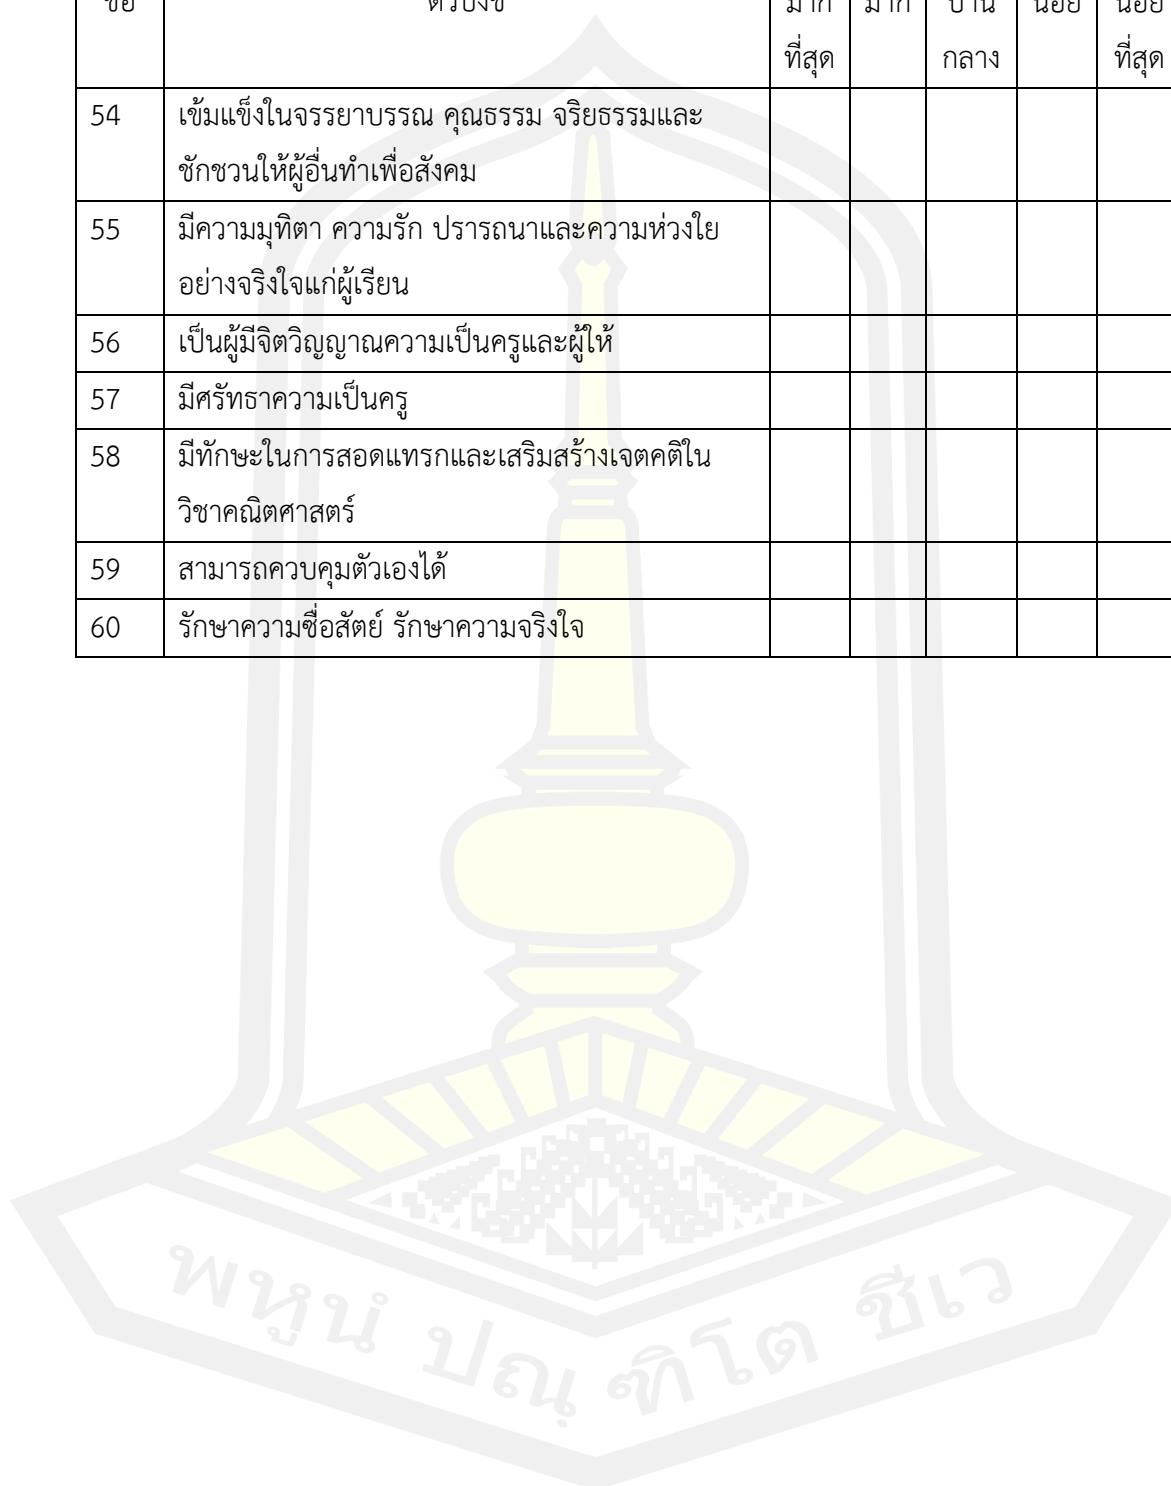 ข้อ ตัวบ่งชี้ มาก มาก ปาน น้อย น้อย
ที่สุด กลาง ที่สุด
54 เข้มแข็งในจรรยาบรรณ คุณธรรม จริยธรรมและ
ชักชวนให้ผู้อื่นทำเพื่อสังคม
55 มีความมุทิตา ความรัก ปรารถนาและความห่วงใย
อย่างจริงใจแก่ผู้เรียน
56 เป็นผู้มีจิตวิญญาณความเป็นครูและผู้ให้
57 มีศรัทธาความเป็นครู
58 มีทักษะในการสอดแทรกและเสริมสร้างเจตคติใน
วิชาคณิตศาสตร์
59 สามารถควบคุมตัวเองได้
60 รักษาความซื่อสัตย์ รักษาความจริงใจ
พหูนํ ปณฺ ฑิโต ชีเว